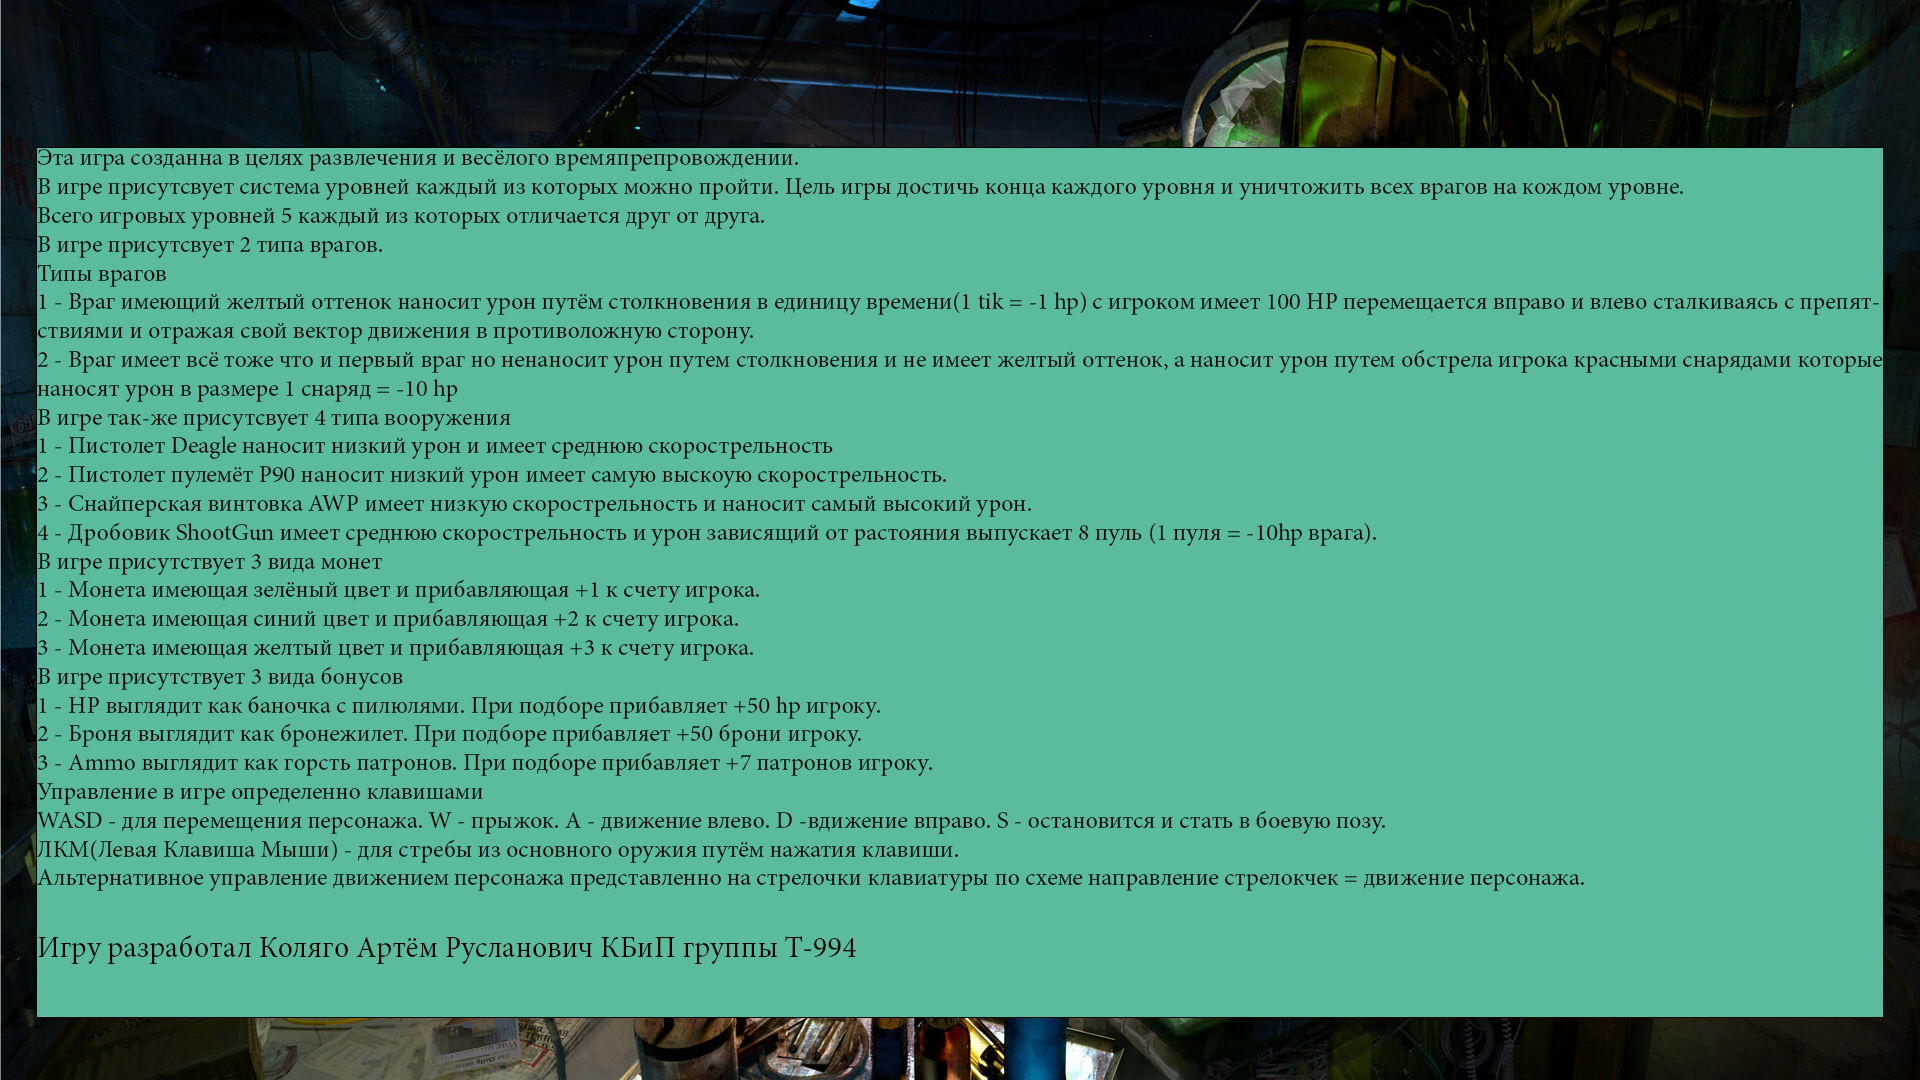 Эта игра созданна в целях развлечения и весёлого времяпрепровождении.
В игре присутсвует система уровней каждый из которых можно пройти. Цель игры достичь конца каждого уровня и уничтожить всех врагов на кождом уровне.
Всего игровых уровней 5 каждый из которых отличается друг от друга.
В игре присутсвует 2 типа врагов.
Типы врагов
1 - Враг имеющий желтый оттенок наносит урон путём столкновения в единицу времени(1 tik = -1 hp) с игроком имеет 100 HP перемещается вправо и влево сталкиваясь с препят-
ствиями и отражая свой вектор движения в противоложную сторону.
2 - Враг имеет всё тоже что и первый враг но ненаносит урон путем столкновения и не имеет желтый оттенок, а наносит урон путем обстрела игрока красными снарядами которые
наносят урон в размере 1 снаряд = -10 hp
В игре так-же присутсвует 4 типа вооружения
1 - Пистолет Deagle наносит низкий урон и имеет среднюю скорострельность
2 - Пистолет пулемёт P90 наносит низкий урон имеет самую выскоую скорострельность.
3 - Снайперская винтовка AWP имеет низкую скорострельность и наносит самый высокий урон.
4 - Дробовик ShootGun имеет среднюю скорострельность и урон зависящий от растояния выпускает 8 пуль (1 пуля = -10hp врага).
В игре присутствует 3 вида монет
1 - Монета имеющая зелёный цвет и прибавляющая +1 к счету игрока.
2 - Монета имеющая синий цвет и прибавляющая +2 к счету игрока.
3 - Монета имеющая желтый цвет и прибавляющая +3 к счету игрока.
В игре присутствует 3 вида бонусов
1 - HP выглядит как баночка с пилюлями. При подборе прибавляет +50 hp игроку.
2 - Броня выглядит как бронежилет. При подборе прибавляет +50 брони игроку.
3 - Ammo выглядит как горсть патронов. При подборе прибавляет +7 патронов игроку.
Управление в игре определенно клавишами
WASD - для перемещения персонажа. W - прыжок. A - движение влево. D -вдижение вправо. S - остановится и стать в боевую позу.
ЛКМ(Левая Клавиша Мыши) - для стребы из основного оружия путём нажатия клавиши.
Альтернативное управление движением персонажа представленно на стрелочки клавиатуры по схеме направление стрелокчек = движение персонажа.
Игру разработал Коляго Артём Русланович КБиП группы Т-994